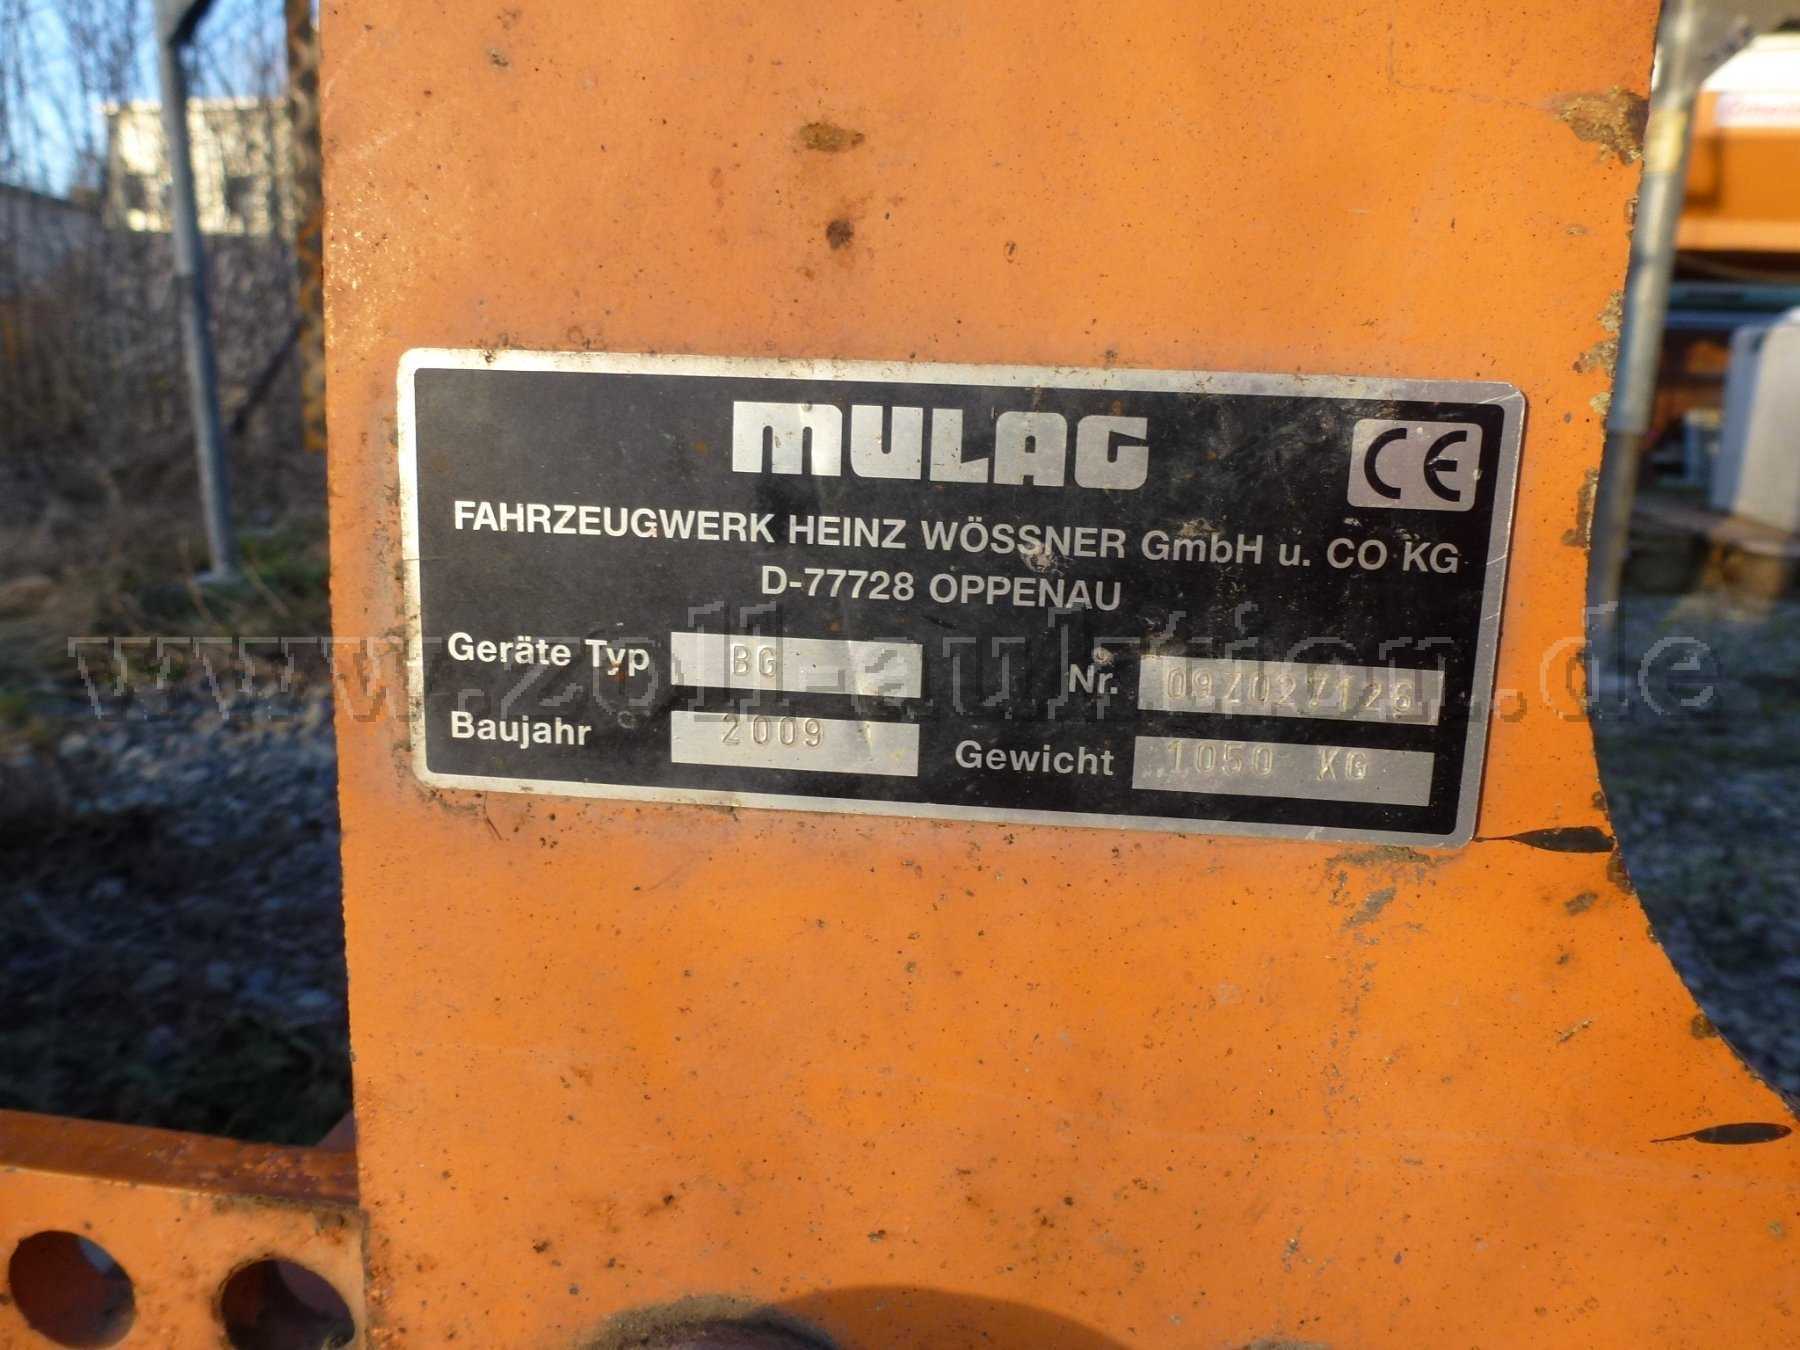 MULAG
CE
FAHRZEUGWERK HEINZ WÖSSNER GmbH u. CO KG
D-77728 OPPENAU
Geräte Typ BG Nr.
www.zoll-auktion.de
Baujahr 2009 Gewicht 1050 KG